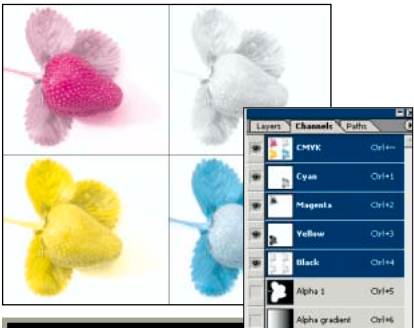 Layers Channels Paths
CMYK Ctrl+~
Cyan Ctrl+1
Magenta Ctrl+2
Yellow Ctrl+3
Black Ctrl+4
Alpha 1 Ctrl+5
Alpha gradient Ctrl+6